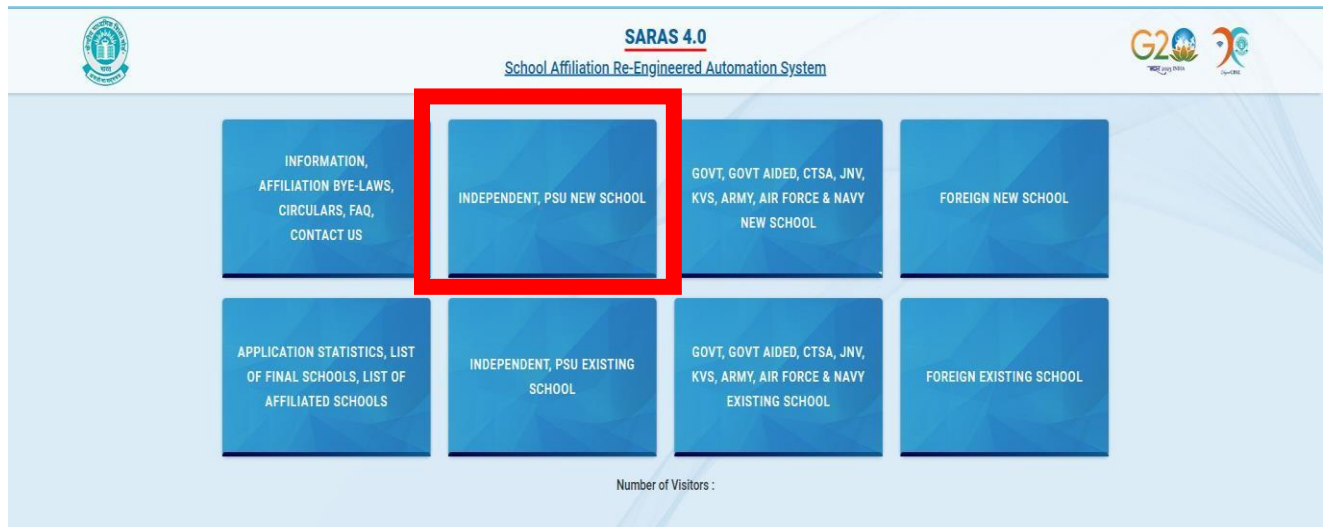 SARAS 4.0
School Affiliation Re-Engineered Automation System
G20
INFORMATION,
AFFILIATION BYE-LAWS,
CIRCULARS, FAQ,
CONTACT US
INDEPENDENT, PSU NEW SCHOOL
GOVT, GOVT AIDED, CTSA, JNV,
KVS, ARMY, AIR FORCE & NAVY
NEW SCHOOL
FOREIGN NEW SCHOOL
APPLICATION STATISTICS, LIST
OF FINAL SCHOOLS, LIST OF
AFFILIATED SCHOOLS
INDEPENDENT, PSU EXISTING
SCHOOL
GOVT, GOVT AIDED, CTSA, JNV,
KVS, ARMY, AIR FORCE & NAVY
EXISTING SCHOOL
FOREIGN EXISTING SCHOOL
Number of Visitors :